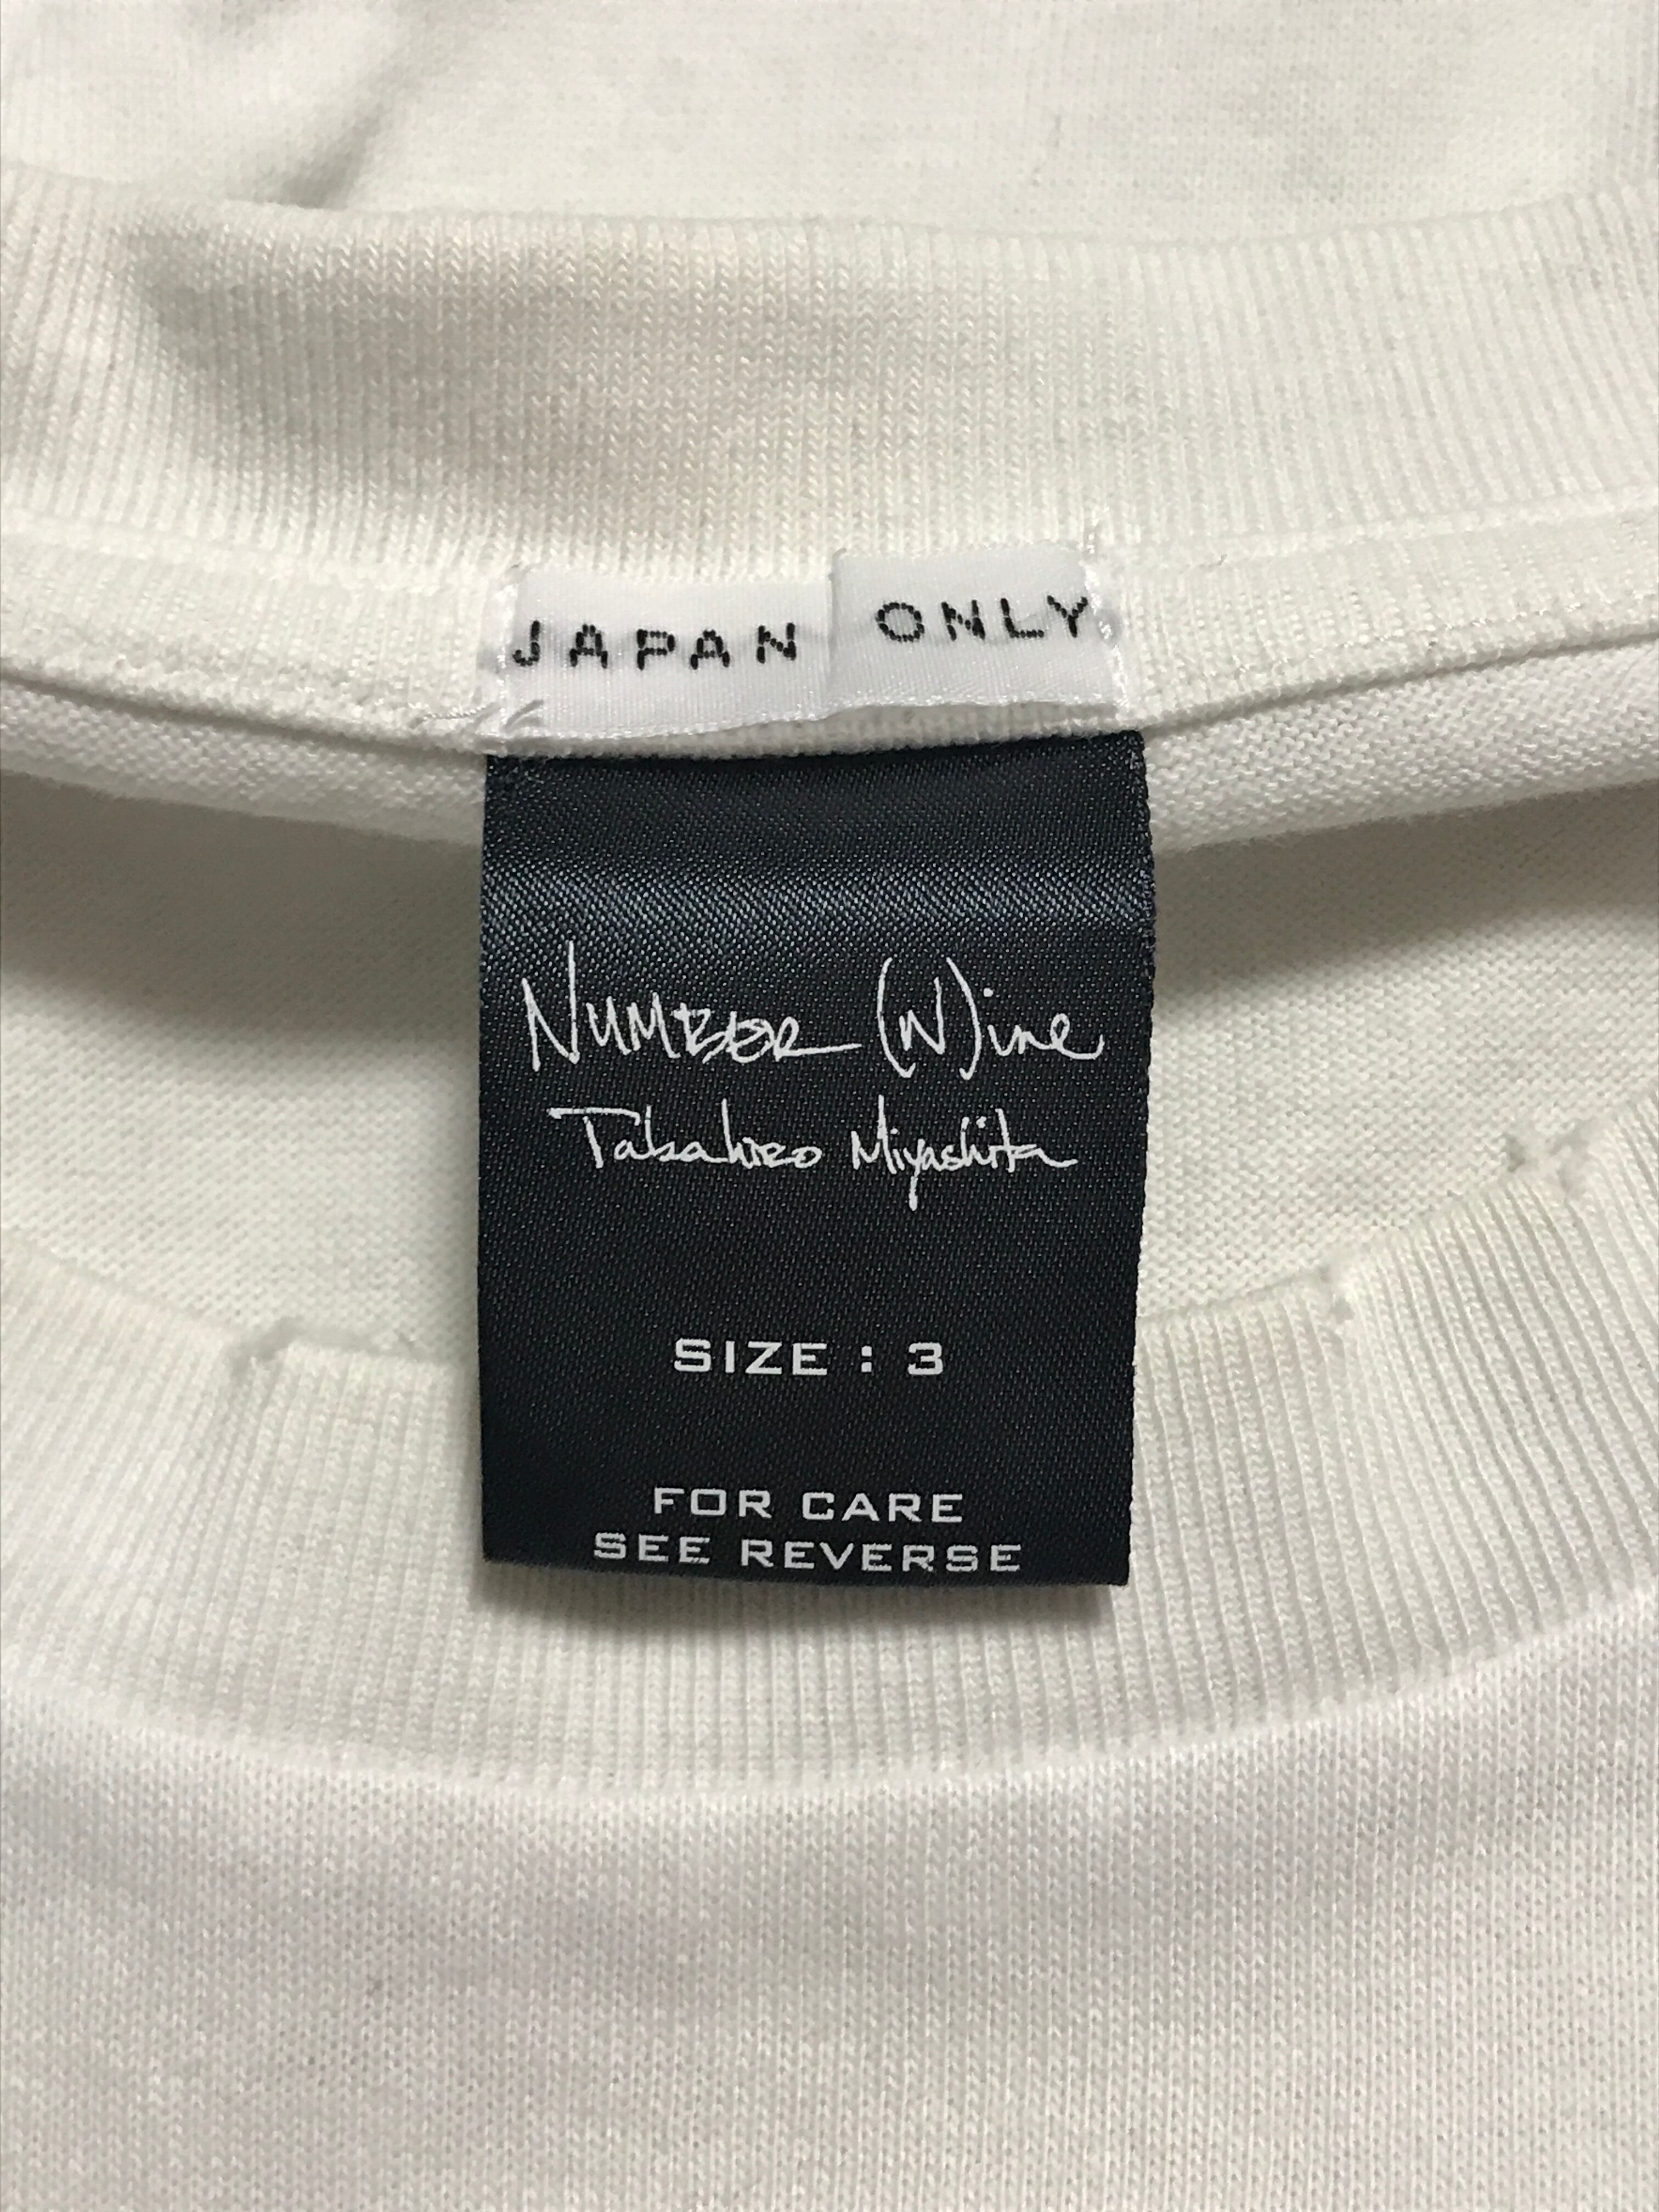 JAPAN ONLY
NUMBER (N)ine
Takahiro Miyashita
SIZE : 3
FOR CARE
SEE REVERSE